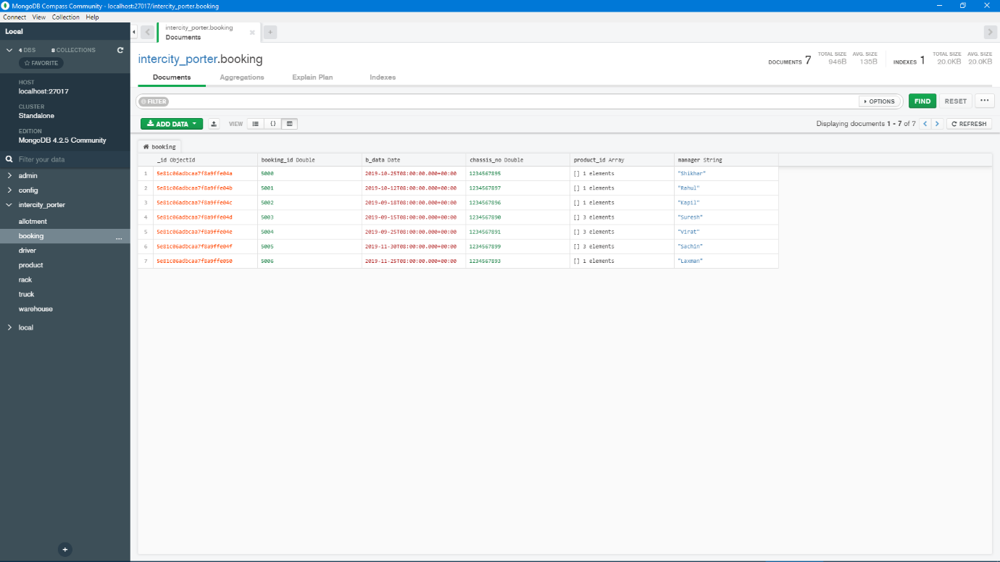 MongoDB Compass Community - localhost:27017/intercity_porter.booking
Connect View Collection Help
Local
4 DBS 8 COLLECTIONS
FAVORITE
HOST
localhost:27017
CLUSTER
Standalone
EDITION
MongoDB 4.2.5 Community
Filter your data
admin
config
intercity_porter
allotment
booking ...
driver
product
rack
truck
warehouse
local
+
intercity_porter.booking
Documents
+
intercity_porter.booking
DOCUMENTS 7 TOTAL SIZE 946B AVG. SIZE 135B INDEXES 1 TOTAL SIZE 20.0KB AVG. SIZE 20.0KB
Documents Aggregations Explain Plan Indexes
FILTER OPTIONS FIND RESET ...
ADD DATA VIEW {} Displaying documents 1 - 7 of 7 < > REFRESH
booking
_id ObjectId booking_id Double b_data Date chassis_no Double product_id Array manager String
1 5e81c06adbcaa7f8a9ffe04a 5000 2019-10-25T08:00:00.000+00:00 1234567895 [] 1 elements "Shikhar"
2 5e81c06adbcaa7f8a9ffe04b 5001 2019-10-12T08:00:00.000+00:00 1234567897 [] 1 elements "Rahul"
3 5e81c06adbcaa7f8a9ffe04c 5002 2019-09-18T08:00:00.000+00:00 1234567896 [] 1 elements "Kapil"
4 5e81c06adbcaa7f8a9ffe04d 5003 2019-09-15T08:00:00.000+00:00 1234567890 [] 3 elements "Suresh"
5 5e81c06adbcaa7f8a9ffe04e 5004 2019-09-25T08:00:00.000+00:00 1234567891 [] 3 elements "Virat"
6 5e81c06adbcaa7f8a9ffe04f 5005 2019-11-30T08:00:00.000+00:00 1234567899 [] 3 elements "Sachin"
7 5e81c06adbcaa7f8a9ffe050 5006 2019-11-25T08:00:00.000+00:00 1234567893 [] 1 elements "Laxman"